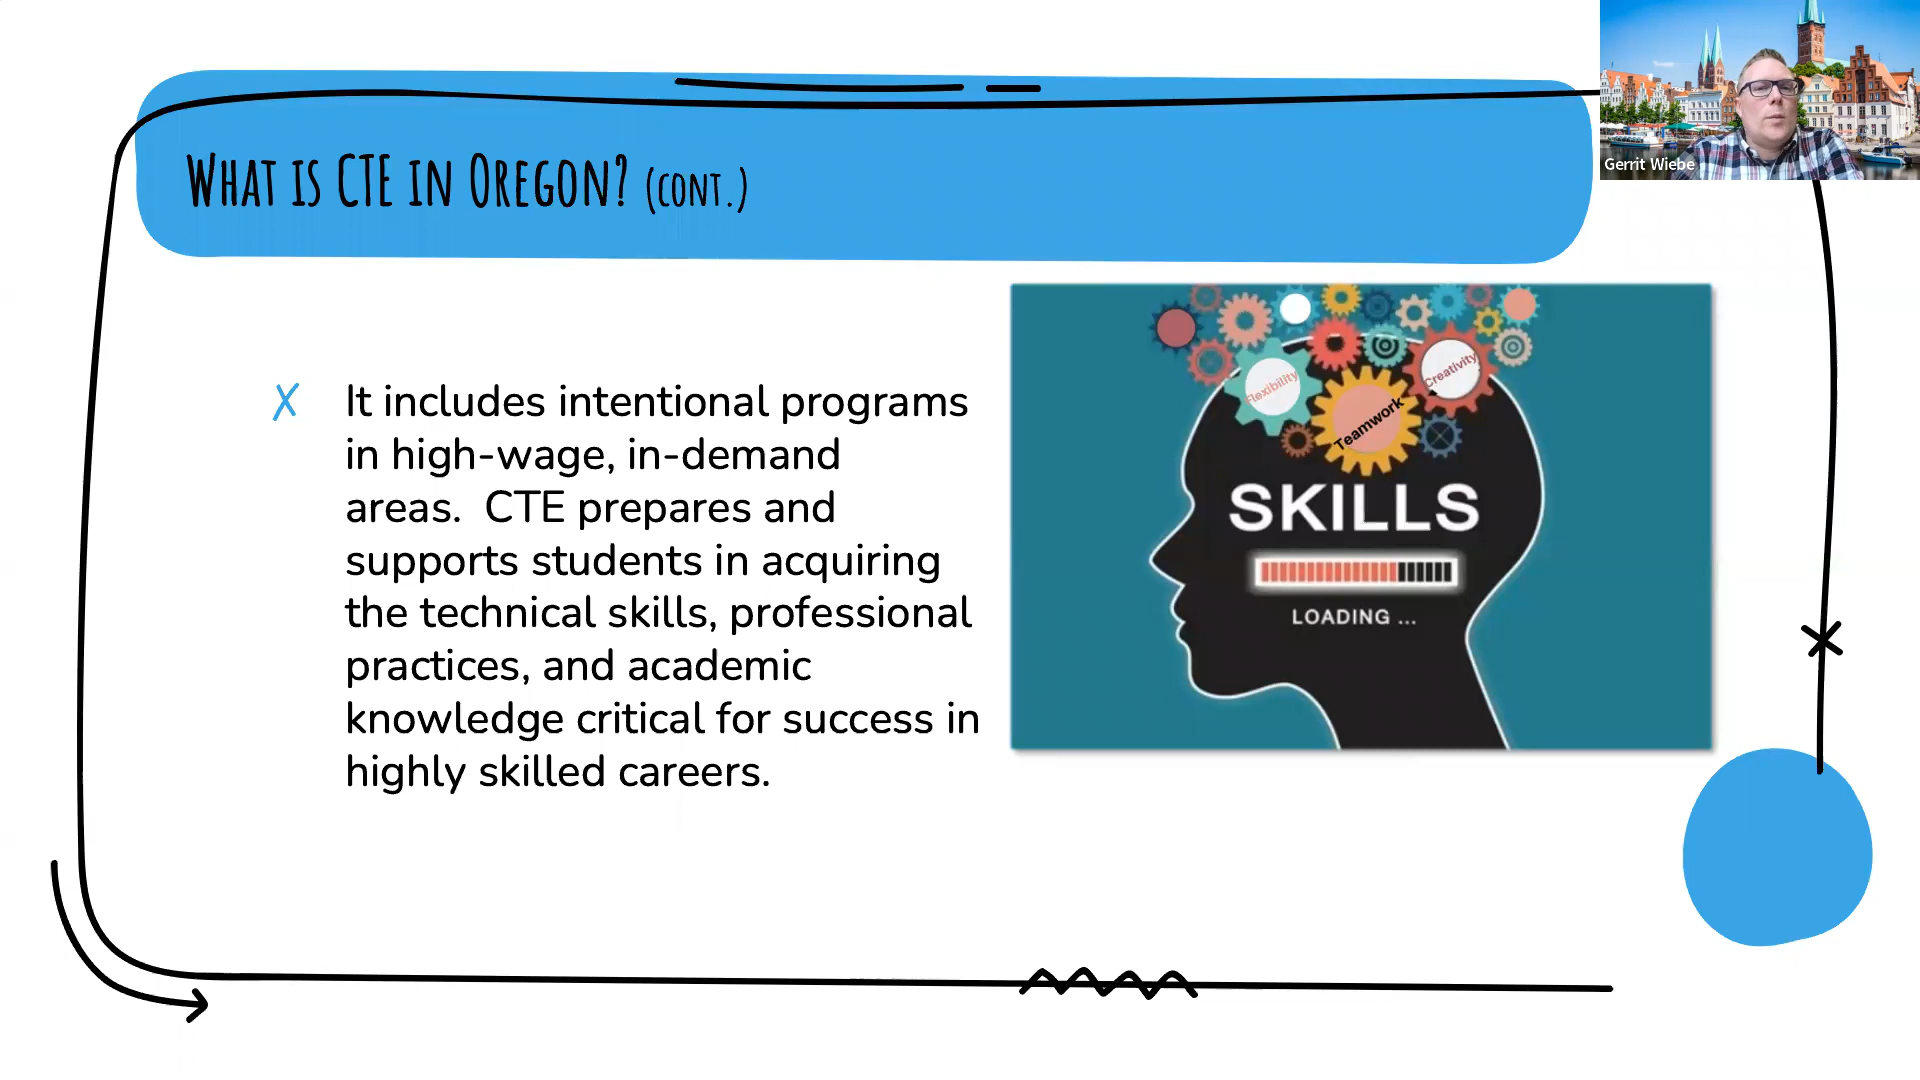 What is CTE in Oregon? (cont.)
Gerrit Wiebe
X It includes intentional programs
in high-wage, in-demand
areas.  CTE prepares and
supports students in acquiring
the technical skills, professional
practices, and academic
knowledge critical for success in
highly skilled careers.
Flexibility
Creativity
Teamwork
SKILLS
LOADING ...